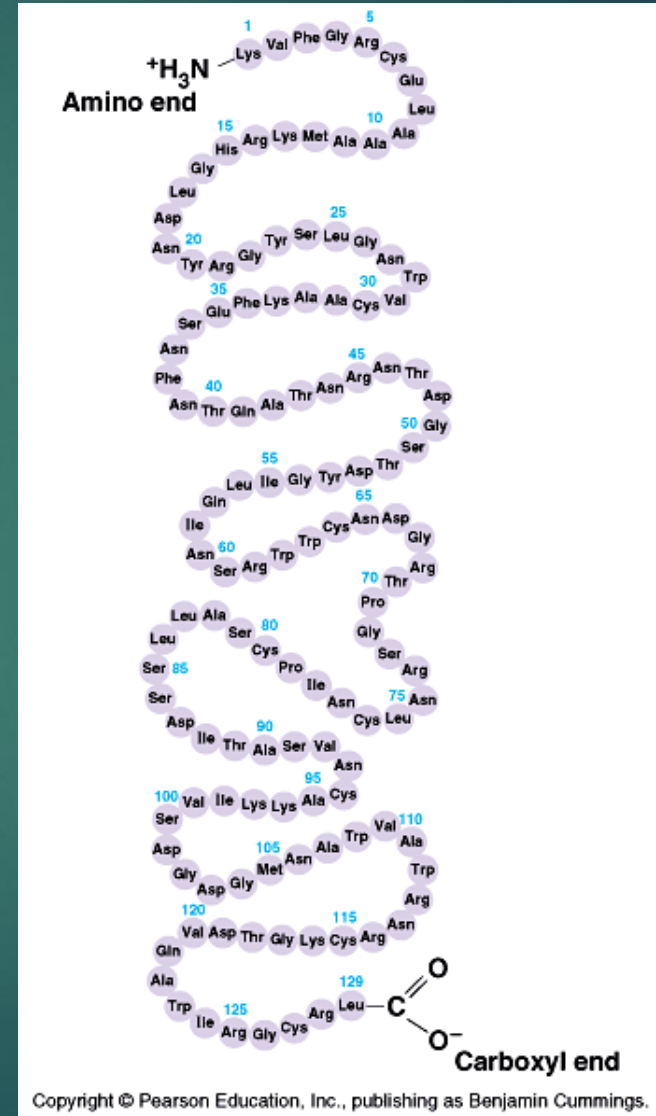 +H3N
Amino end
1 Lys Val Phe Gly 5 Arg Cys Glu Leu Ala
10 Ala Ala Met Lys Arg 15 His Gly Leu Asp Asn
20 Tyr Arg Gly Tyr Ser 25 Leu Gly Asn Trp Val
30 Cys Ala Ala Lys Phe 35 Glu Ser Asn Phe Asn
40 Thr Gln Ala Thr Asn 45 Arg Asn Thr Asp Gly
50 Ser Thr Asp Tyr Gly 55 Ile Leu Gln Ile Asn
60 Ser Arg Trp Trp Cys 65 Asn Asp Gly Arg Thr
70 Pro Gly Ser Arg Asn 75 Leu Cys Asn Ile Pro
80 Cys Ser Ala Leu Leu 85 Ser Ser Asp Ile Thr
90 Ala Ser Val Asn Cys 95 Ala Lys Lys Ile Val
100 Ser Asp Gly Asp Gly 105 Met Asn Ala Trp Val
110 Ala Trp Arg Asn Arg 115 Cys Lys Gly Thr Asp
120 Val Gln Ala Trp Ile 125 Arg Gly Cys Arg 129 Leu
C
O
O−
Carboxyl end
Copyright © Pearson Education, Inc., publishing as Benjamin Cummings.